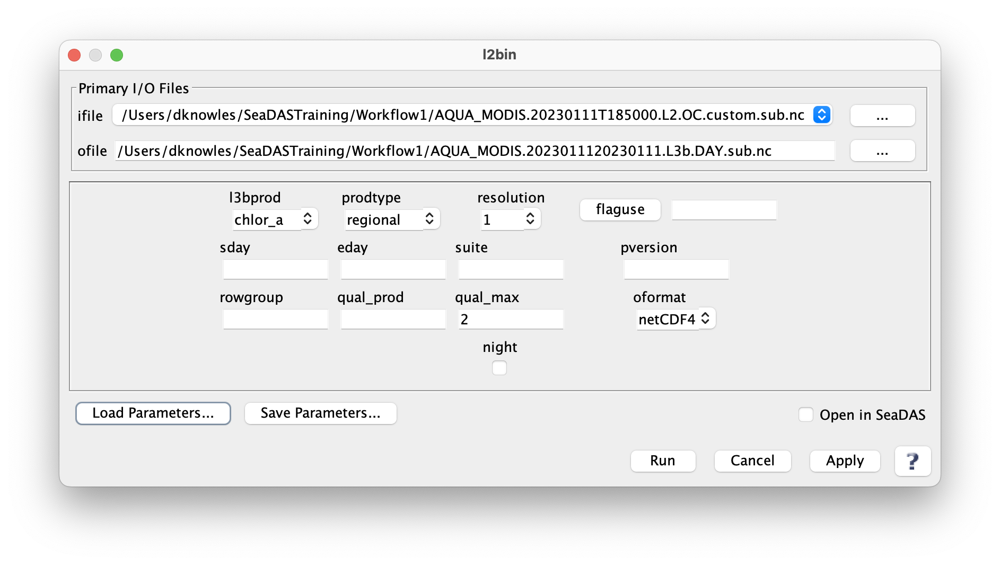 l2bin
Primary I/O Files
ifile /Users/dknowles/SeaDASTraining/Workflow1/AQUA_MODIS.20230111T185000.L2.OC.custom.sub.nc ...
ofile /Users/dknowles/SeaDASTraining/Workflow1/AQUA_MODIS.2023011120230111.L3b.DAY.sub.nc ...
l3bprod prodtype resolution
chlor_a regional 1 flaguse
sday eday suite pversion
rowgroup qual_prod qual_max oformat
2 netCDF4
night
Load Parameters... Save Parameters... Open in SeaDAS
Run Cancel Apply ?